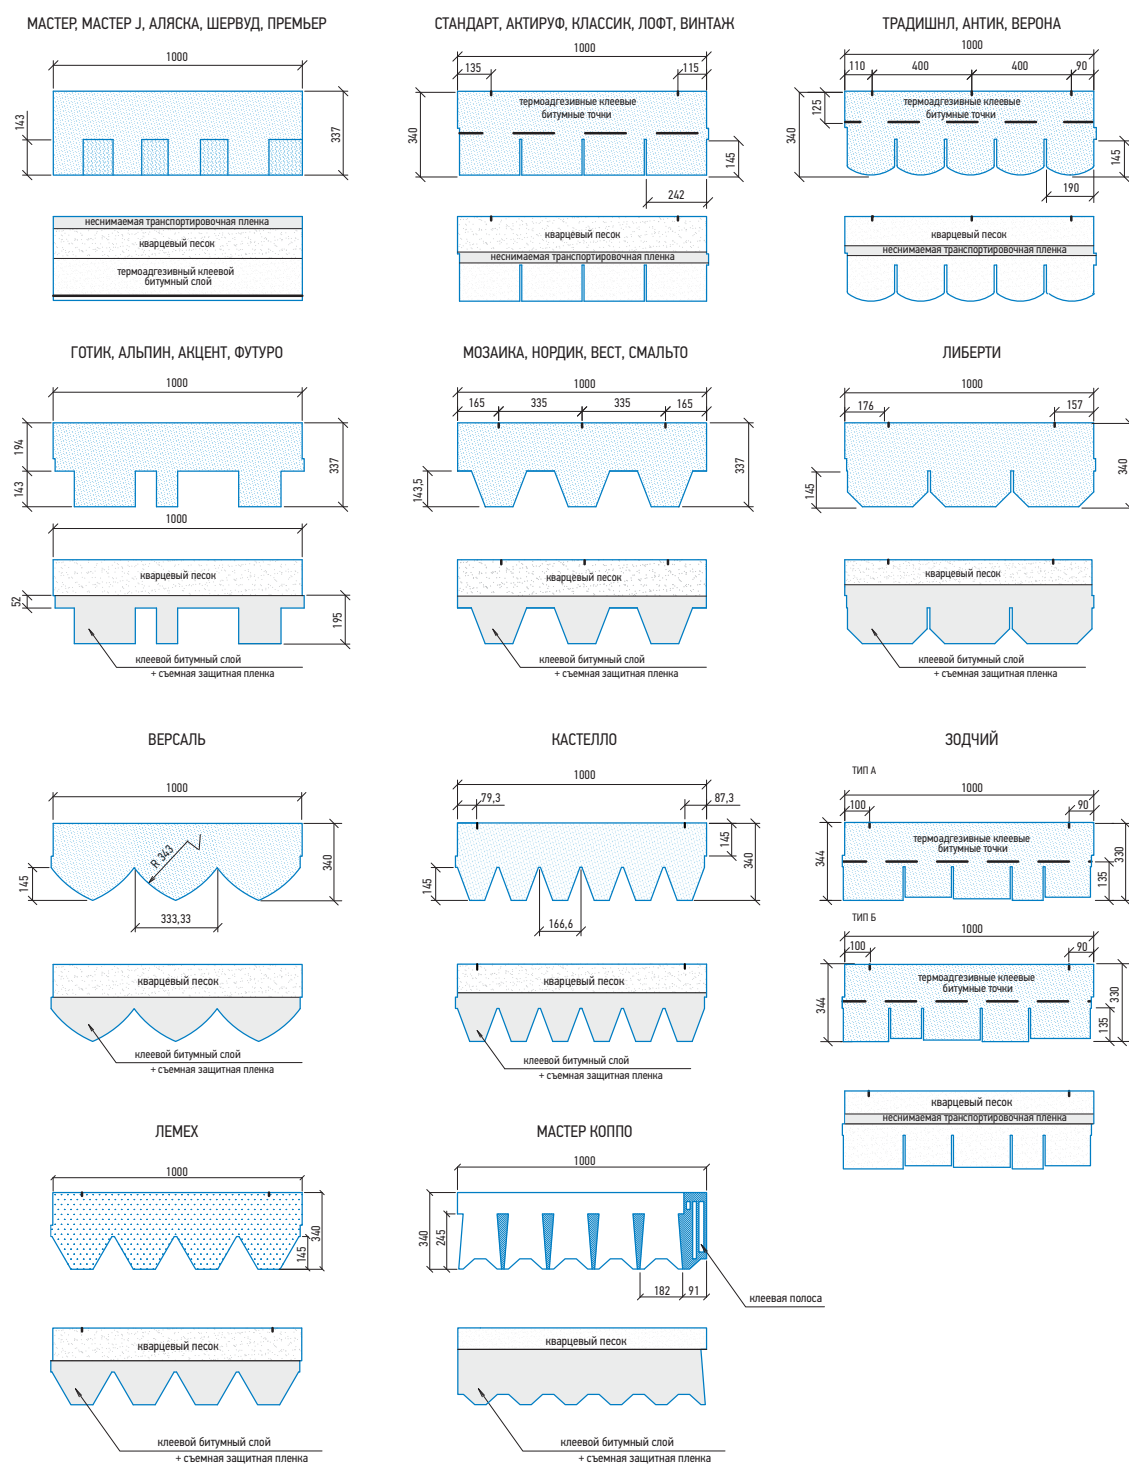 МАСТЕР, МАСТЕР J, АЛЯСКА, ШЕРВУД, ПРЕМЬЕР
1000
143
337
неснимаемая транспортировочная пленка
кварцевый песок
термоадгезивный клеевой
битумный слой
СТАНДАРТ, АКТИРУФ, КЛАССИК, ЛОФТ, ВИНТАЖ
1000
135
115
термоадгезивные клеевые
битумные точки
340
145
242
кварцевый песок
неснимаемая транспортировочная пленка
ТРАДИШНЛ, АНТИК, ВЕРОНА
1000
110
400
400
90
125
термоадгезивные клеевые
битумные точки
340
145
190
кварцевый песок
неснимаемая транспортировочная пленка
ГОТИК, АЛЬПИН, АКЦЕНТ, ФУТУРО
1000
194
143
337
1000
кварцевый песок
52
195
клеевой битумный слой
+ съемная защитная пленка
МОЗАИКА, НОРДИК, ВЕСТ, СМАЛЬТО
1000
165
335
335
165
143,5
337
кварцевый песок
клеевой битумный слой
+ съемная защитная пленка
ЛИБЕРТИ
1000
176
157
145
340
кварцевый песок
клеевой битумный слой
+ съемная защитная пленка
ВЕРСАЛЬ
1000
R 343
145
340
333,33
кварцевый песок
клеевой битумный слой
+ съемная защитная пленка
КАСТЕЛЛО
1000
79,3
87,3
145
145
340
166,6
кварцевый песок
клеевой битумный слой
+ съемная защитная пленка
ЗОДЧИЙ
ТИП А
1000
100
90
термоадгезивные клеевые
битумные точки
344
330
135
ТИП Б
1000
100
90
термоадгезивные клеевые
битумные точки
344
330
135
кварцевый песок
неснимаемая транспортировочная пленка
ЛЕМЕХ
1000
340
145
кварцевый песок
клеевой битумный слой
+ съемная защитная пленка
МАСТЕР КОППО
1000
340
245
182
91
клеевая полоса
кварцевый песок
клеевой битумный слой
+ съемная защитная пленка